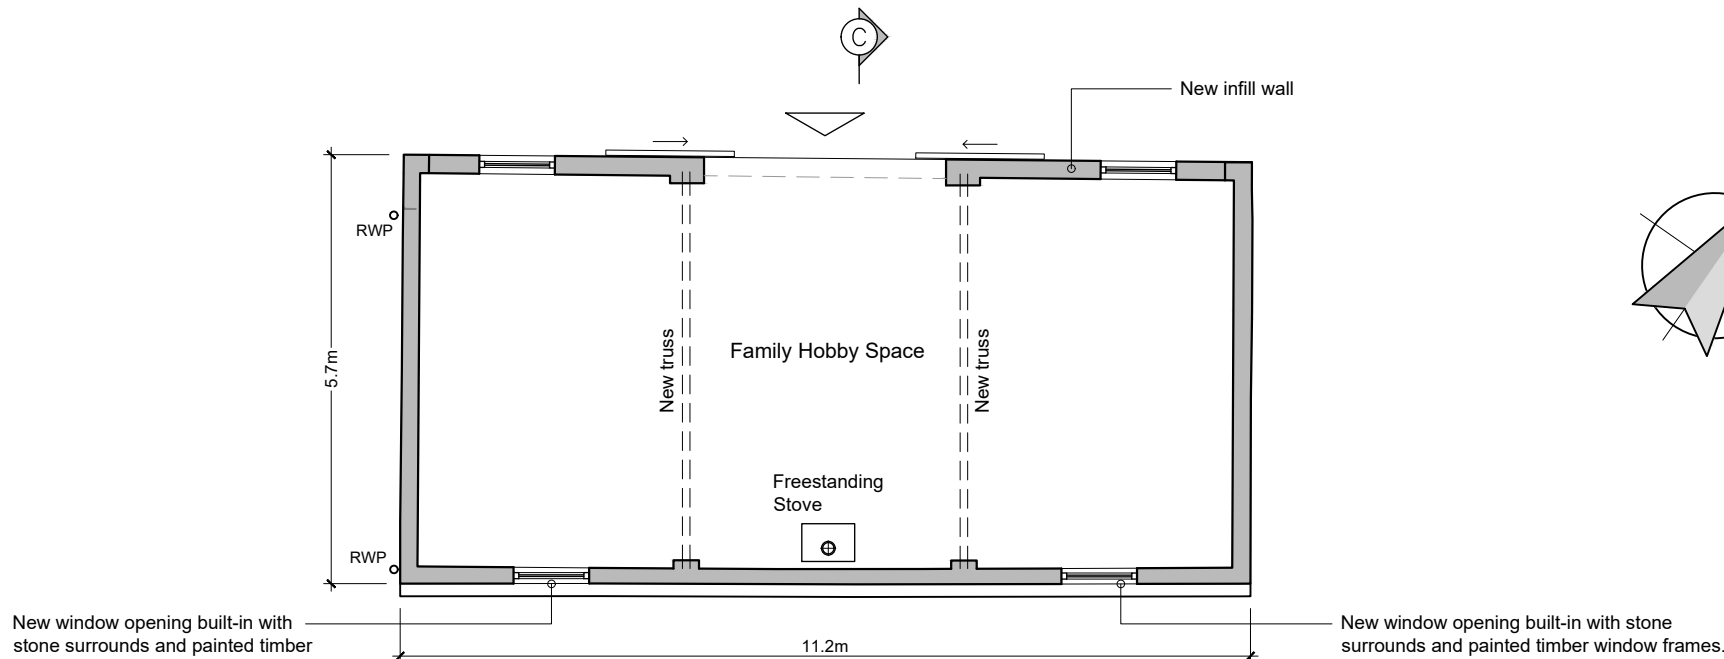 C
New infill wall
RWP
5.7m
New truss
Family Hobby Space
New truss
Freestanding
Stove
RWP
New window opening built-in with
stone surrounds and painted timber
New window opening built-in with stone
surrounds and painted timber window frames.
11.2m